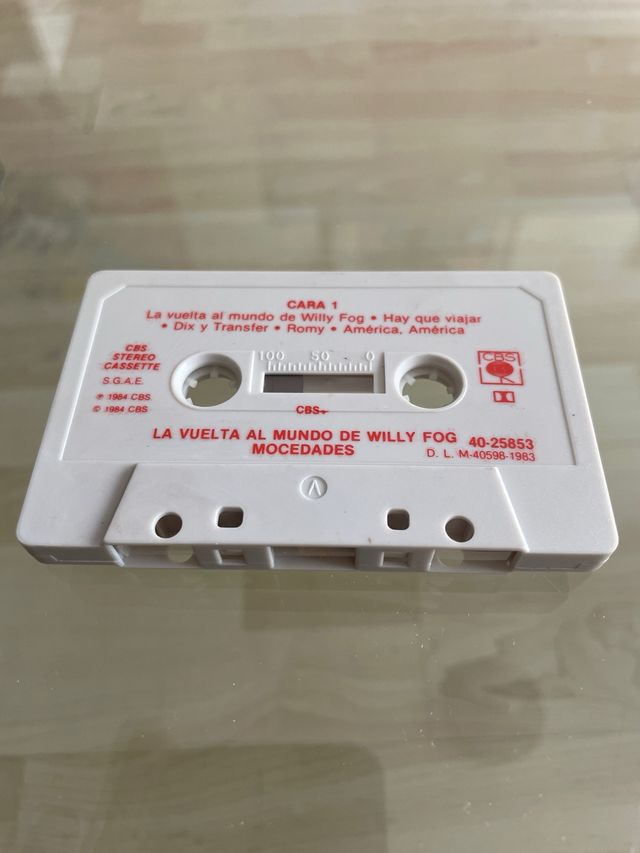 CARA 1
La vuelta al mundo de Willy Fog • Hay que viajar
• Dix y Transfer • Romy • América, América
CBS
STEREO
CASSETTE
S.G.A.E.
℗ 1984 CBS.
© 1984 CBS
100 50 0
CBS
CBS
LA VUELTA AL MUNDO DE WILLY FOG 40-25853
MOCEDADES D. L. M-40598-1983